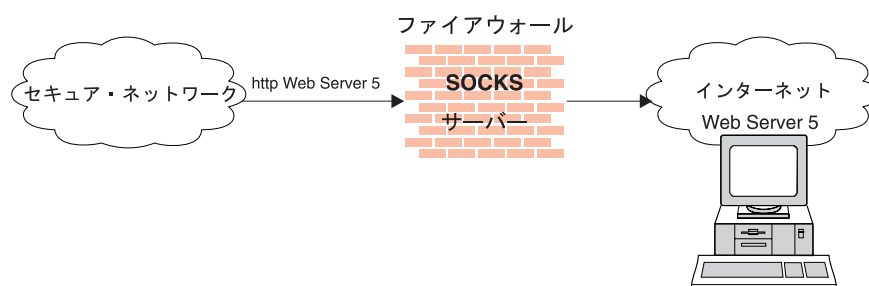 ファイアウォール
セキュア・ネットワーク
http Web Server 5
SOCKS
サーバー
インターネット
Web Server 5